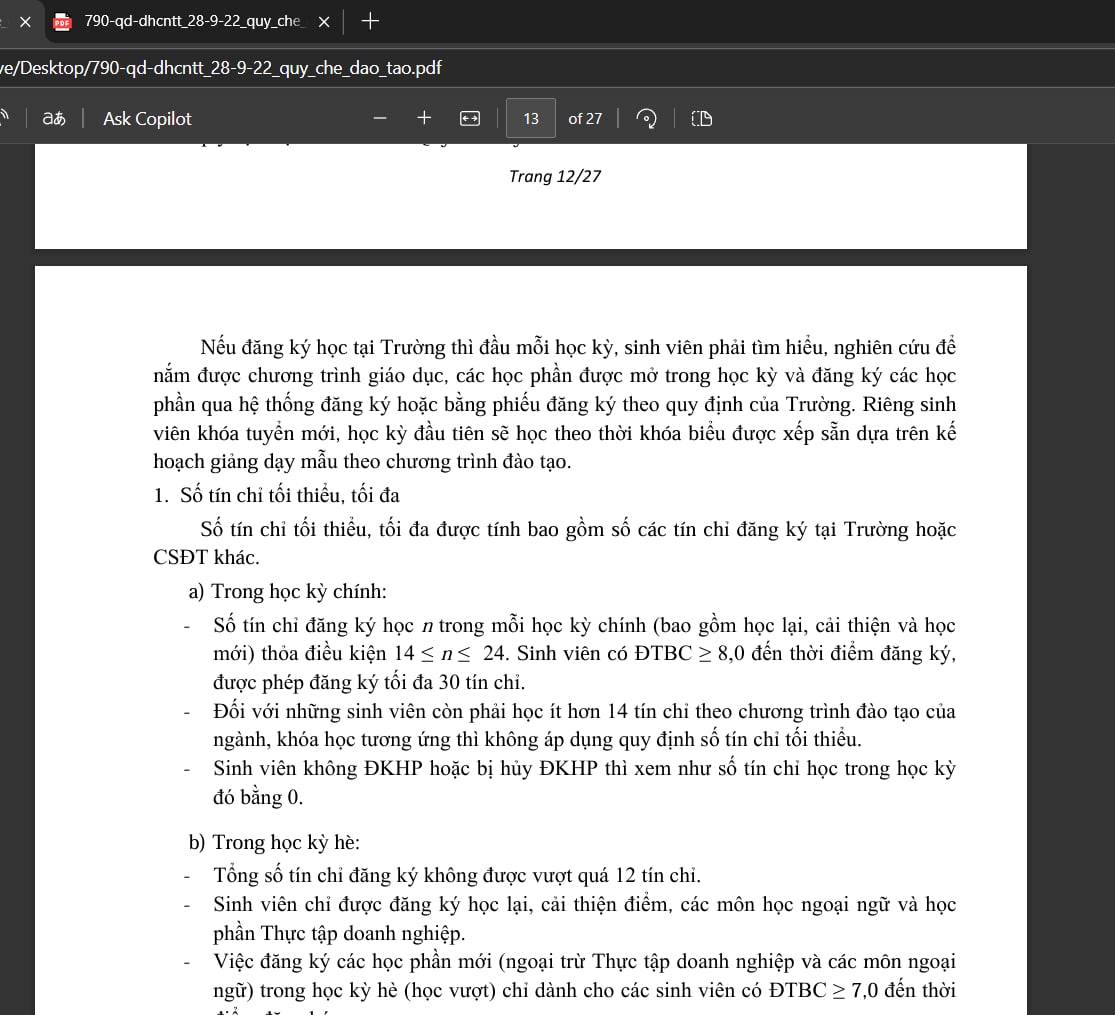 790-qd-dhcntt_28-9-22_quy_che_
ve/Desktop/790-qd-dhcntt_28-9-22_quy_che_dao_tao.pdf
aあ Ask Copilot 13 of 27
Trang 12/27
Nếu đăng ký học tại Trường thì đầu mỗi học kỳ, sinh viên phải tìm hiểu, nghiên cứu để
nắm được chương trình giáo dục, các học phần được mở trong học kỳ và đăng ký các học
phần qua hệ thống đăng ký hoặc bằng phiếu đăng ký theo quy định của Trường. Riêng sinh
viên khóa tuyển mới, học kỳ đầu tiên sẽ học theo thời khóa biểu được xếp sẵn dựa trên kế
hoạch giảng dạy mẫu theo chương trình đào tạo.
1. Số tín chỉ tối thiểu, tối đa
Số tín chỉ tối thiểu, tối đa được tính bao gồm số các tín chỉ đăng ký tại Trường hoặc
CSĐT khác.
a) Trong học kỳ chính:
- Số tín chỉ đăng ký học n trong mỗi học kỳ chính (bao gồm học lại, cải thiện và học
mới) thỏa điều kiện 14 ≤ n ≤ 24. Sinh viên có ĐTBC ≥ 8,0 đến thời điểm đăng ký,
được phép đăng ký tối đa 30 tín chỉ.
- Đối với những sinh viên còn phải học ít hơn 14 tín chỉ theo chương trình đào tạo của
ngành, khóa học tương ứng thì không áp dụng quy định số tín chỉ tối thiểu.
- Sinh viên không ĐKHP hoặc bị hủy ĐKHP thì xem như số tín chỉ học trong học kỳ
đó bằng 0.
b) Trong học kỳ hè:
- Tổng số tín chỉ đăng ký không được vượt quá 12 tín chỉ.
- Sinh viên chỉ được đăng ký học lại, cải thiện điểm, các môn học ngoại ngữ và học
phần Thực tập doanh nghiệp.
- Việc đăng ký các học phần mới (ngoại trừ Thực tập doanh nghiệp và các môn ngoại
ngữ) trong học kỳ hè (học vượt) chỉ dành cho các sinh viên có ĐTBC ≥ 7,0 đến thời